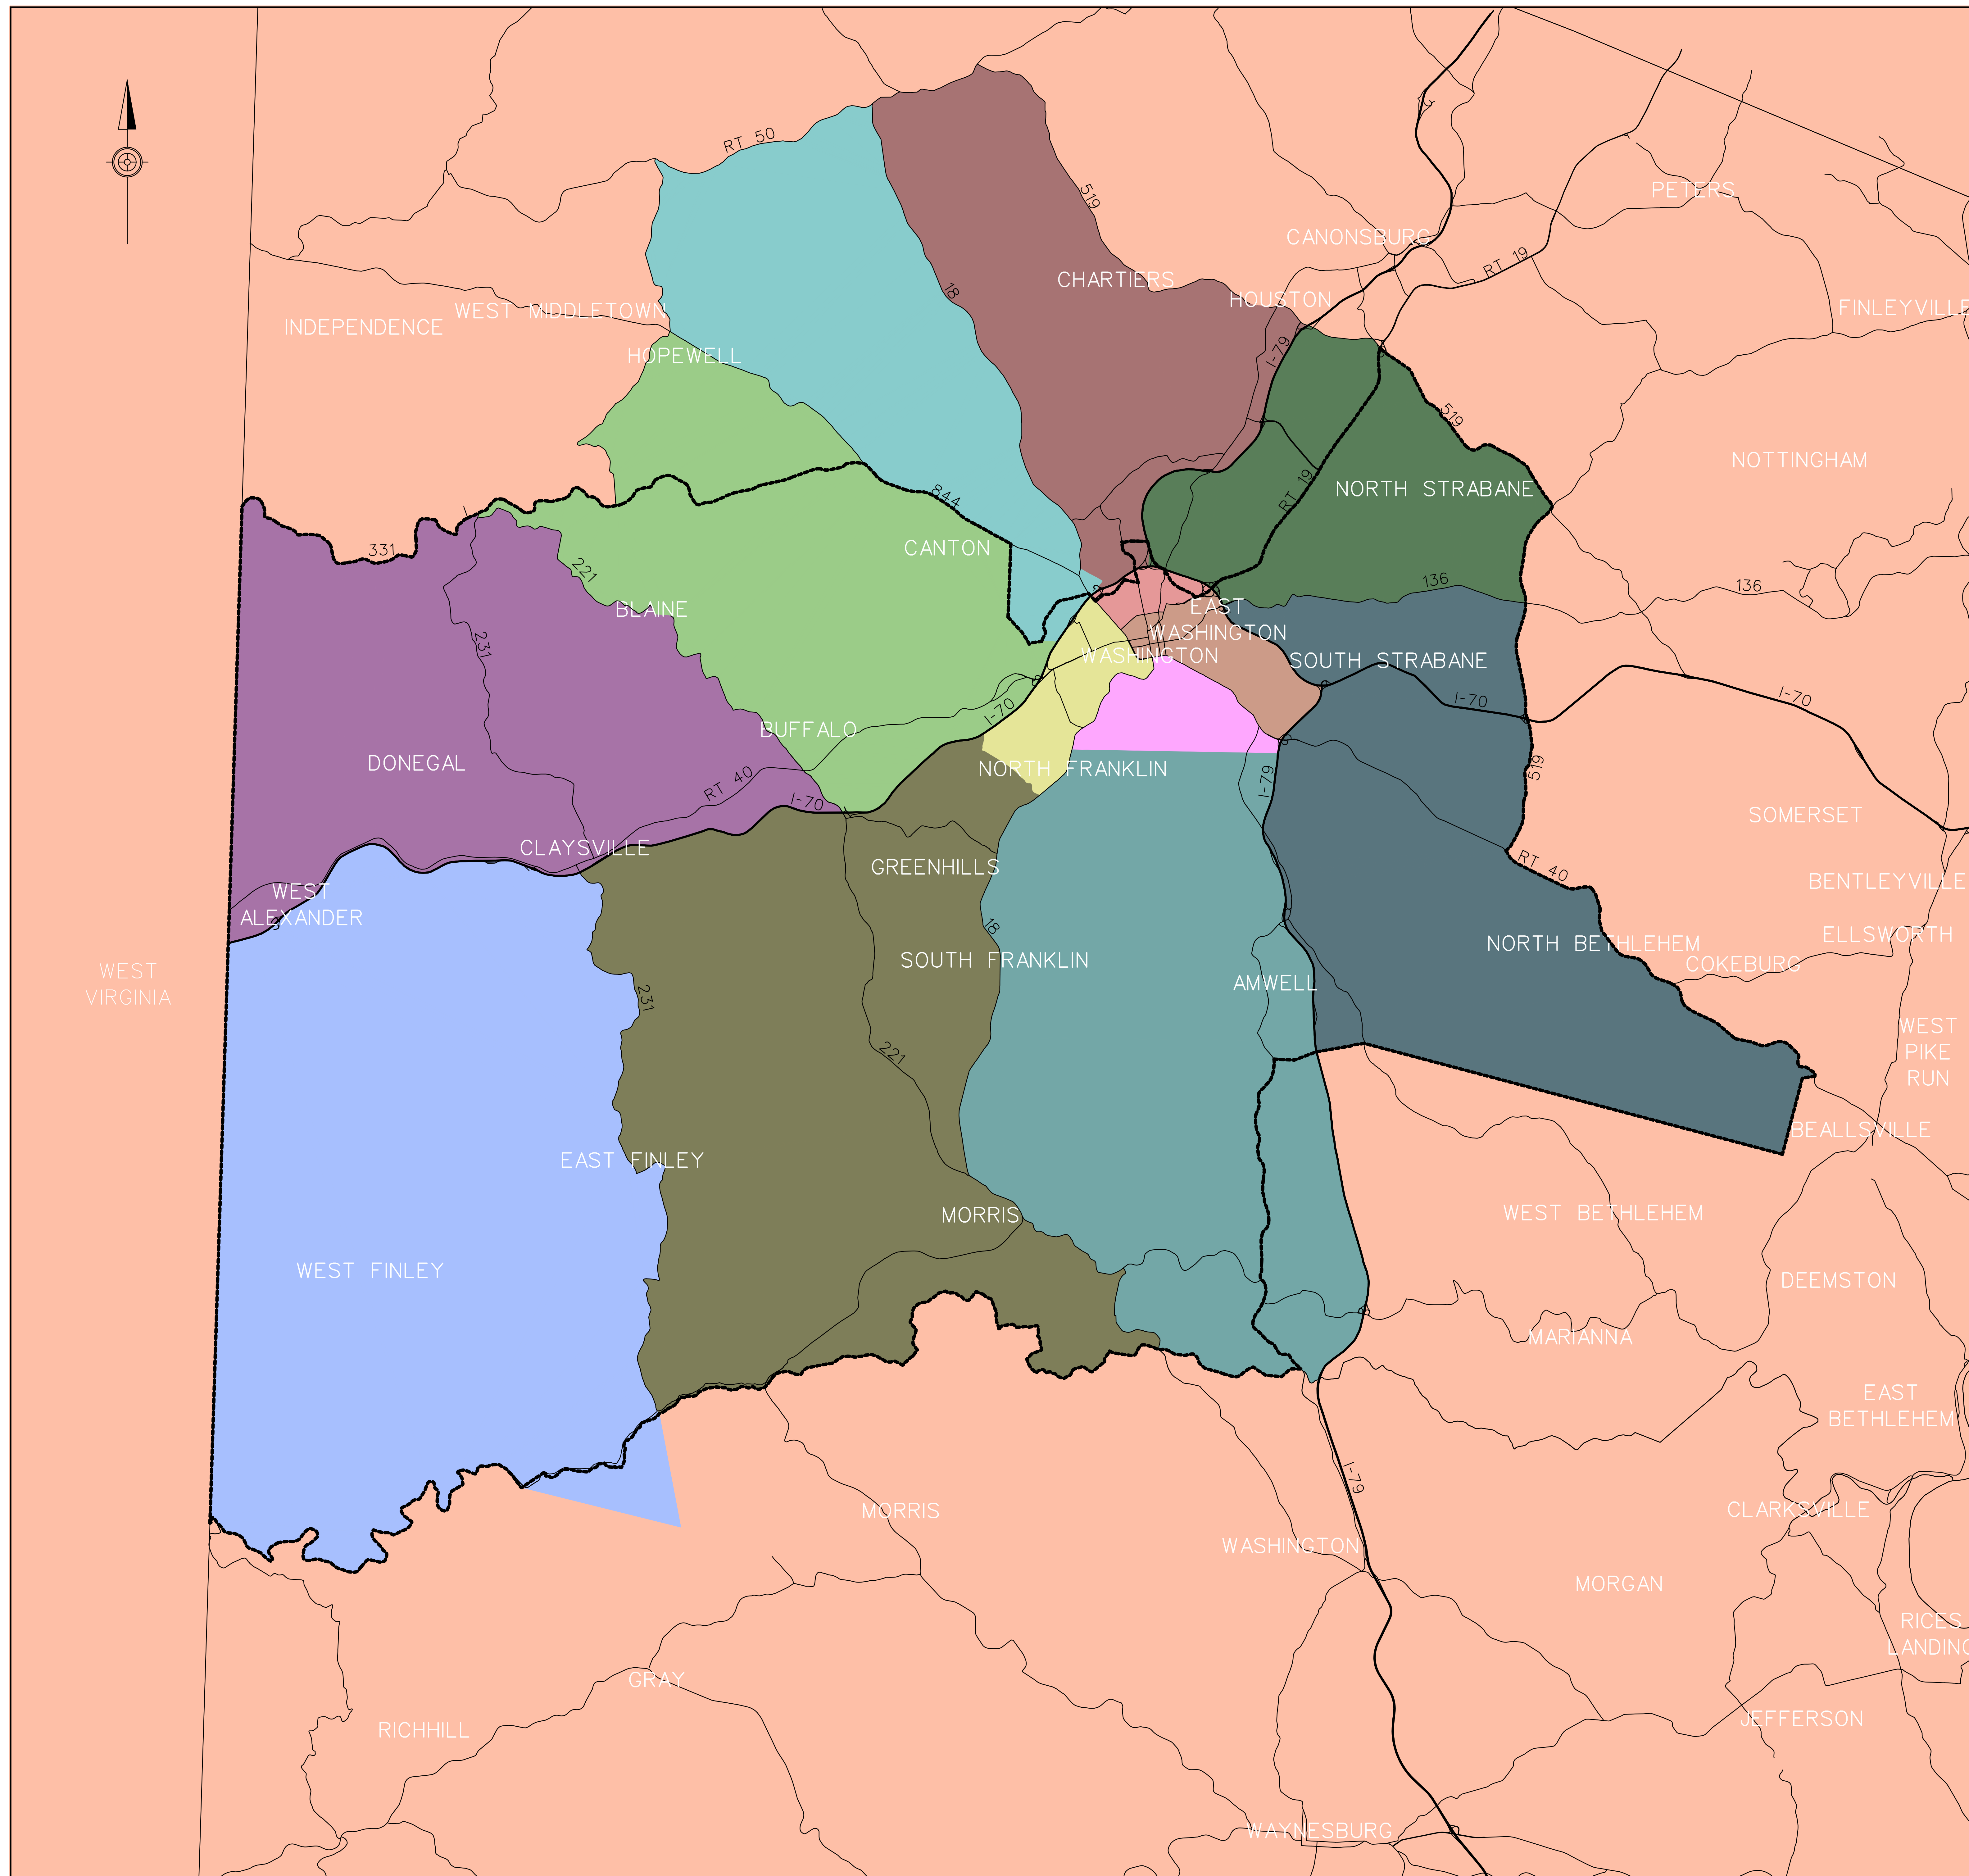 RT 50
519
PETERS
CANONSBURG
RT 19
CHARTIERS
18
HOUSTON
FINLEYVILLE
WEST MIDDLETOWN
INDEPENDENCE
HOPEWELL
I-79
519
NOTTINGHAM
NORTH STRABANE
RT 19
844
CANTON
331
221
BLAINE
136
136
EAST
WASHINGTON
WASHINGTON
231
SOUTH STRABANE
I-70
I-70
I-70
BUFFALO
DONEGAL
NORTH FRANKLIN
RT 40
I-70
I-79
519
SOMERSET
CLAYSVILLE
GREENHILLS
RT 40
BENTLEYVILLE
WEST
ALEXANDER
18
ELLSWORTH
NORTH BETHLEHEM
COKEBURG
SOUTH FRANKLIN
WEST
VIRGINIA
AMWELL
231
221
WEST
PIKE
RUN
BEALLSVILLE
EAST FINLEY
MORRIS
WEST BETHLEHEM
WEST FINLEY
DEEMSTON
MARIANNA
EAST
BETHLEHEM
I-79
MORRIS
CLARKSVILLE
WASHINGTON
MORGAN
RICES
LANDING
GRAY
RICHHILL
JEFFERSON
WAYNESBURG